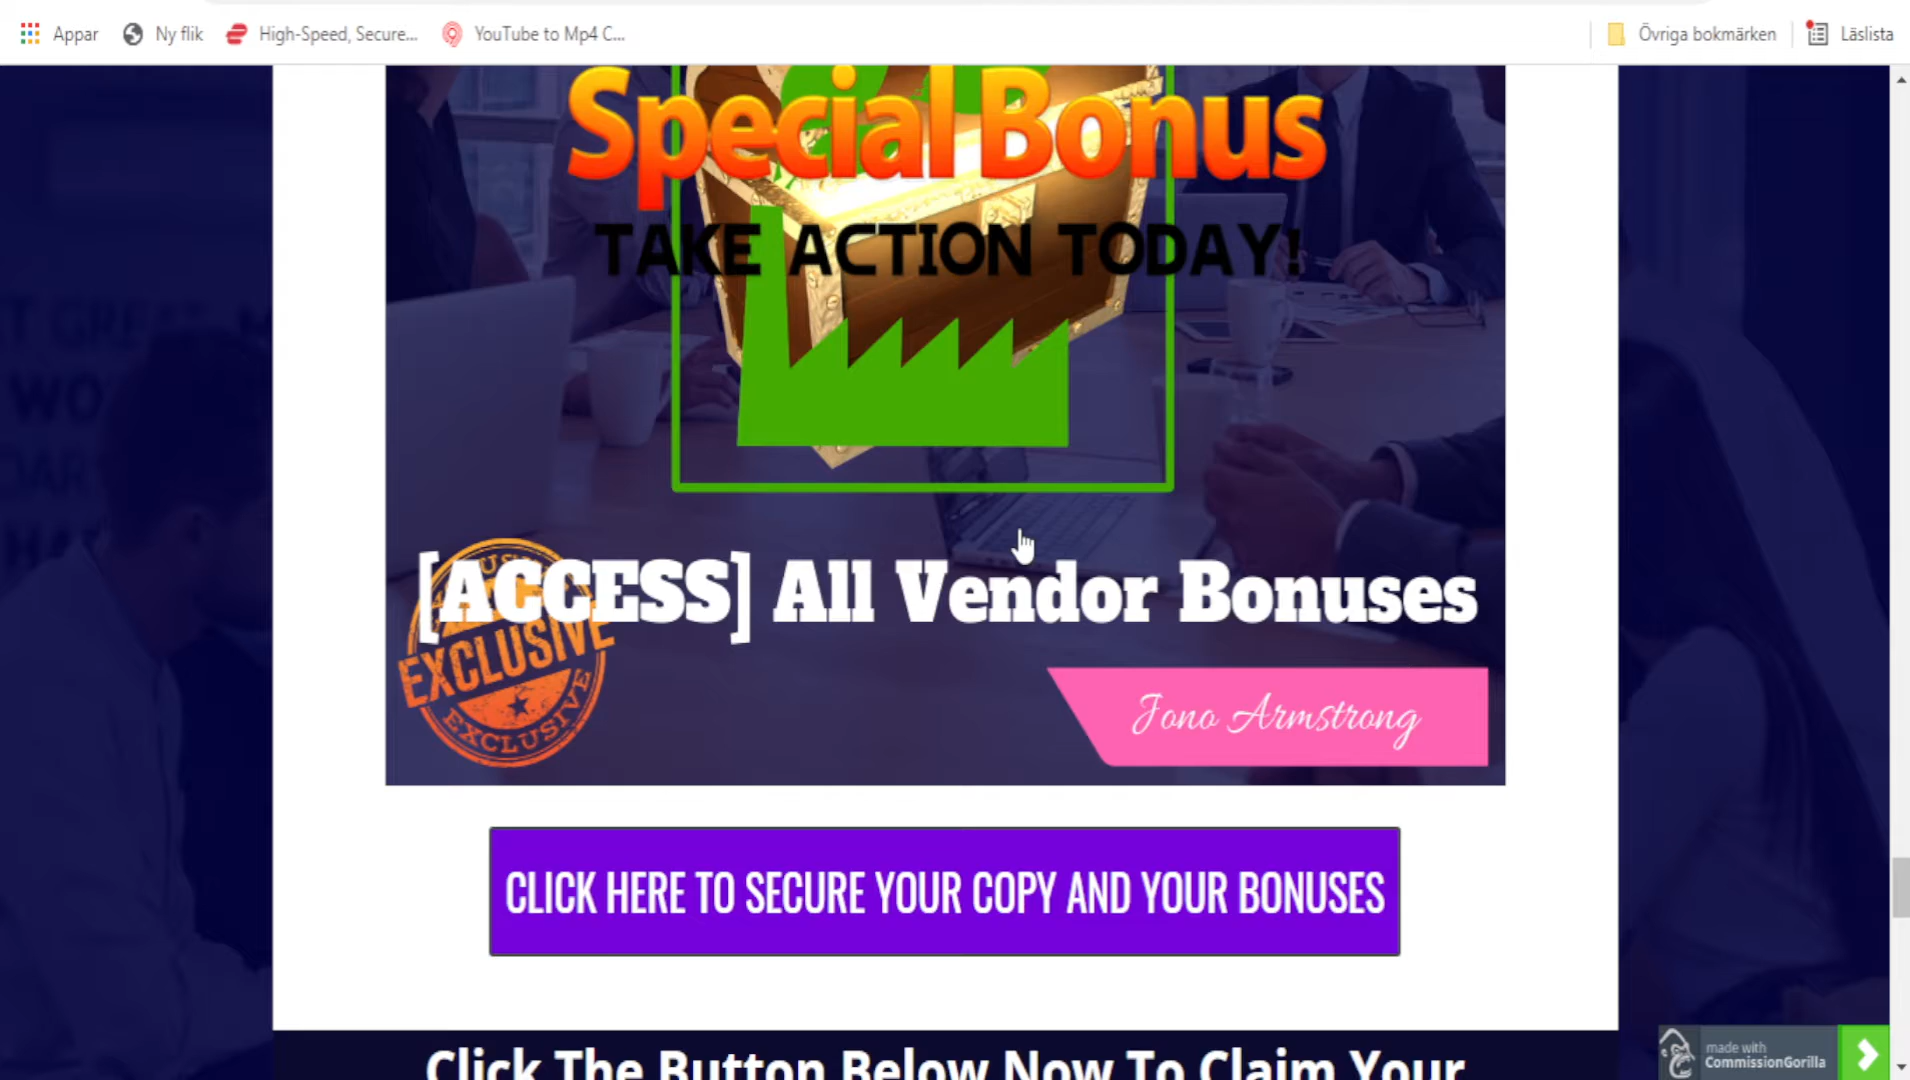 Appar Ny flik High-Speed, Secure... YouTube to Mp4 C... Övriga bokmärken Läslista
Special Bonus
TAKE ACTION TODAY!
[ACCESS] All Vendor Bonuses
EXCLUSIVE
EXCLUSIVE
Jono Armstrong
CLICK HERE TO SECURE YOUR COPY AND YOUR BONUSES
Click The Button Below Now To Claim Your
made with
CommissionGorilla